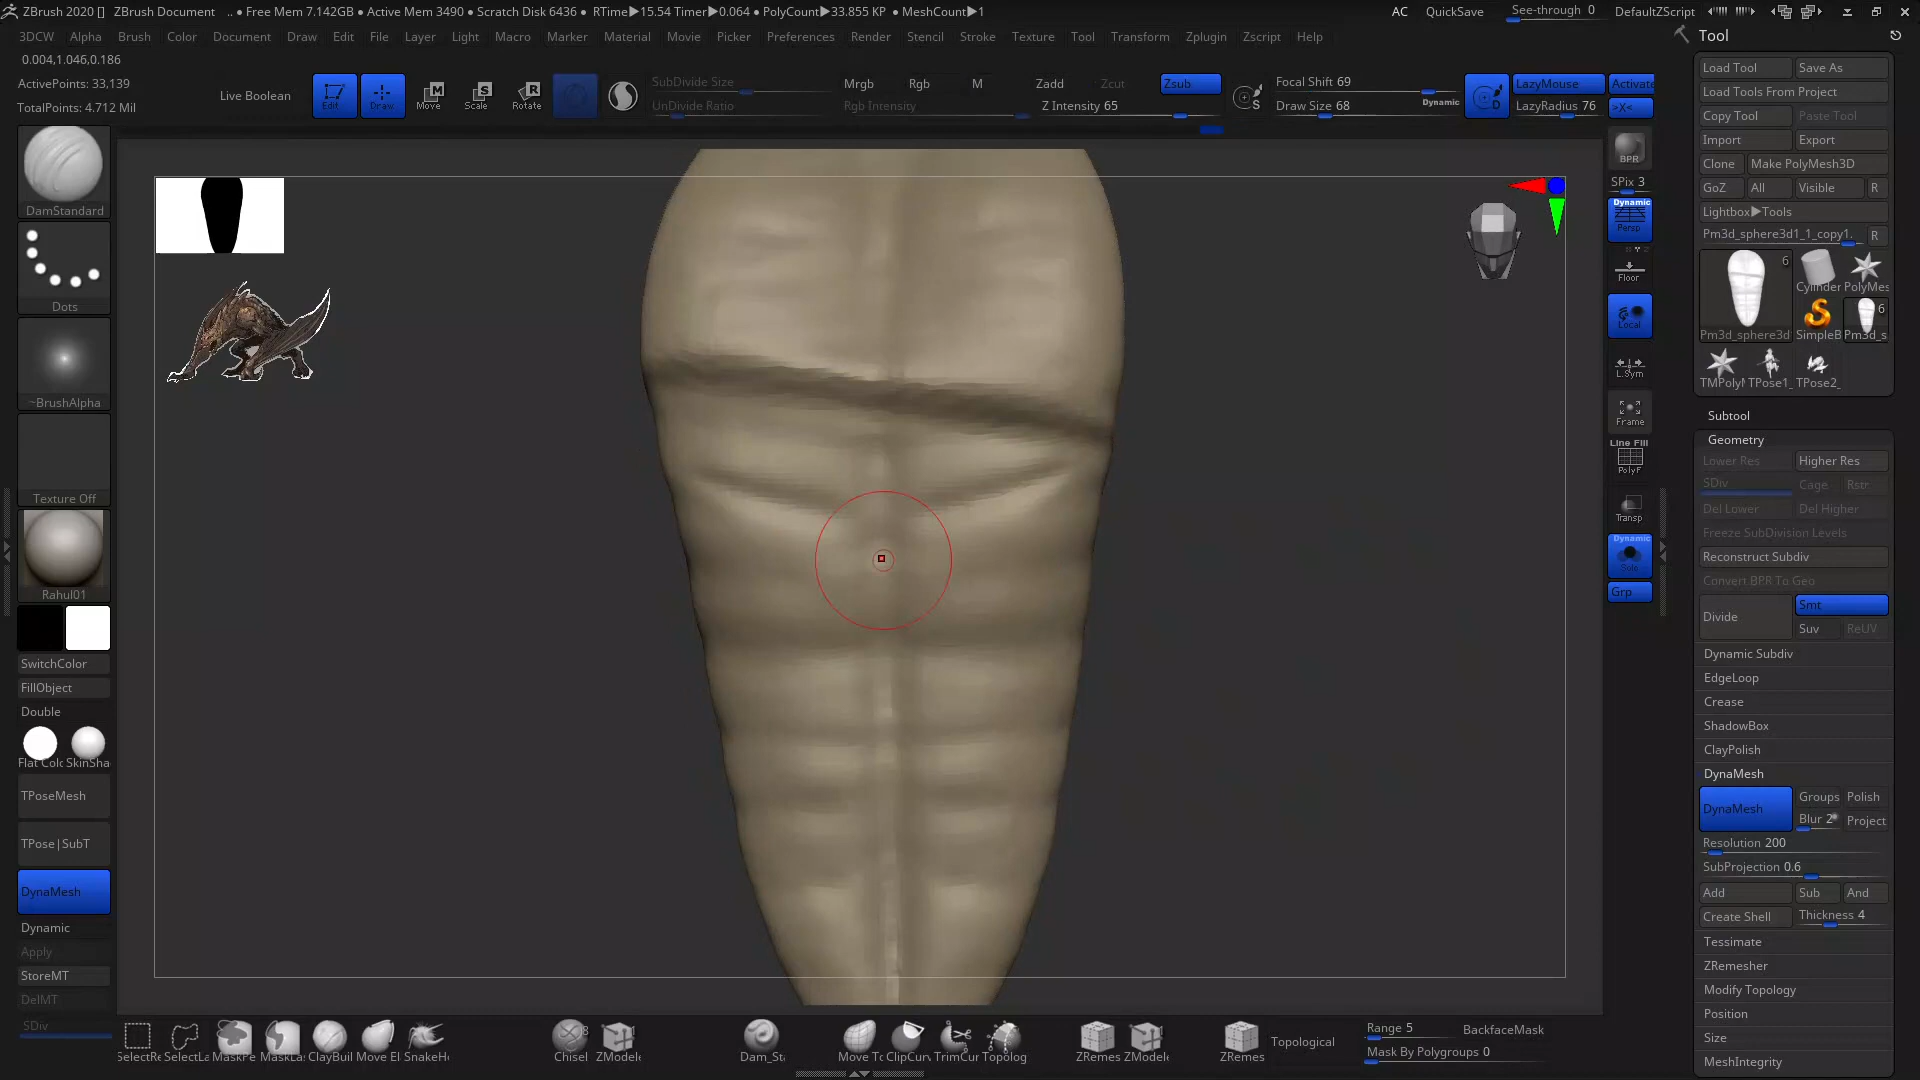 ZBrush 2020 [] ZBrush Document .. ● Free Mem 7.142GB ● Active Mem 3490 ● Scratch Disk 6436 ● RTime▶15.54 Timer▶0.064 ● PolyCount▶33.855 KP ● MeshCount▶1
AC QuickSave See-through 0 DefaultZScript
3DCW Alpha Brush Color Document Draw Edit File Layer Light Macro Marker Material Movie Picker Preferences Render Stencil Stroke Texture Tool Transform Zplugin Zscript Help
Tool
0.004,1.046,0.186
ActivePoints: 33,139
TotalPoints: 4.712 Mil
Live Boolean
Edit
Draw
Move
Scale
Rotate
SubDivide Size
UnDivide Ratio
Mrgb Rgb M
Rgb Intensity
Zadd Zcut Zsub
Z Intensity 65
S
Focal Shift 69
Draw Size 68
Dynamic
D
LazyMouse
LazyRadius 76
Activate
>X<
DamStandard
Dots
~BrushAlpha
Texture Off
Rahul01
SwitchColor
FillObject
Double
Flat Colo SkinSha
TPoseMesh
TPose|SubT
DynaMesh
Dynamic
Apply
StoreMT
DelMT
SDiv
BPR
SPix 3
Dynamic
Persp
Floor
Local
L.Sym
Frame
Line Fill
PolyF
Transp
Dynamic
Solo
Grp
Load Tool Save As
Load Tools From Project
Copy Tool Paste Tool
Import Export
Clone Make PolyMesh3D
GoZ All Visible R
Lightbox▶Tools
Pm3d_sphere3d1_1_copy1. R
6
Cylinder PolyMes
6
Pm3d_sphere3d SimpleB Pm3d_s
TMPolyM TPose1_ TPose2_
Subtool
Geometry
Lower Res Higher Res
SDiv Cage Rstr
Del Lower Del Higher
Freeze SubDivision Levels
Reconstruct Subdiv
Convert BPR To Geo
Divide
Smt
Suv ReUV
Dynamic Subdiv
EdgeLoop
Crease
ShadowBox
ClayPolish
DynaMesh
DynaMesh
Groups Polish
Blur 2 Project
Resolution 200
SubProjection 0.6
Add Sub And
Create Shell Thickness 4
Tessimate
ZRemesher
Modify Topology
Position
Size
MeshIntegrity
SelectRe SelectLa MaskPe MaskLas ClayBuil Move El SnakeHo
Chisel ZModele
Dam_Sta
Move To ClipCurv TrimCur Topolog
ZRemes ZModele
ZRemes Topological
Range 5 BackfaceMask
Mask By Polygroups 0